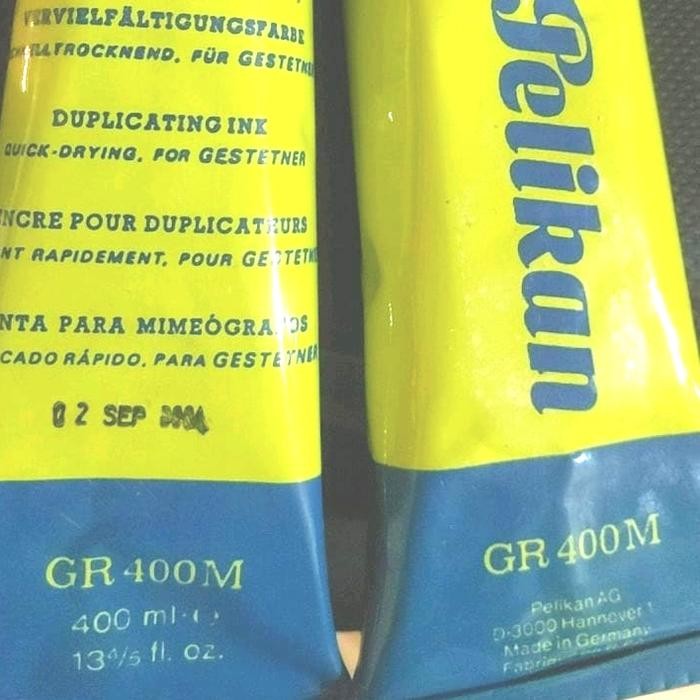 VERVIELFÄLTIGUNGSFARBE
FÜR
DUPLICATING INK
QUICK-DRYING, FOR GESTETNER
ENCRE POUR DUPLICATEURS
RAPIDEMENT, POUR
PARA
RÁPIDO, PARA GESTETNER
02 SEP
GR 400M
400 ml
13⁴/₅ fl. oz.
Pelikan
GR 400M
Pelikan AG
D-3000 Hannover 1
Made in Germany